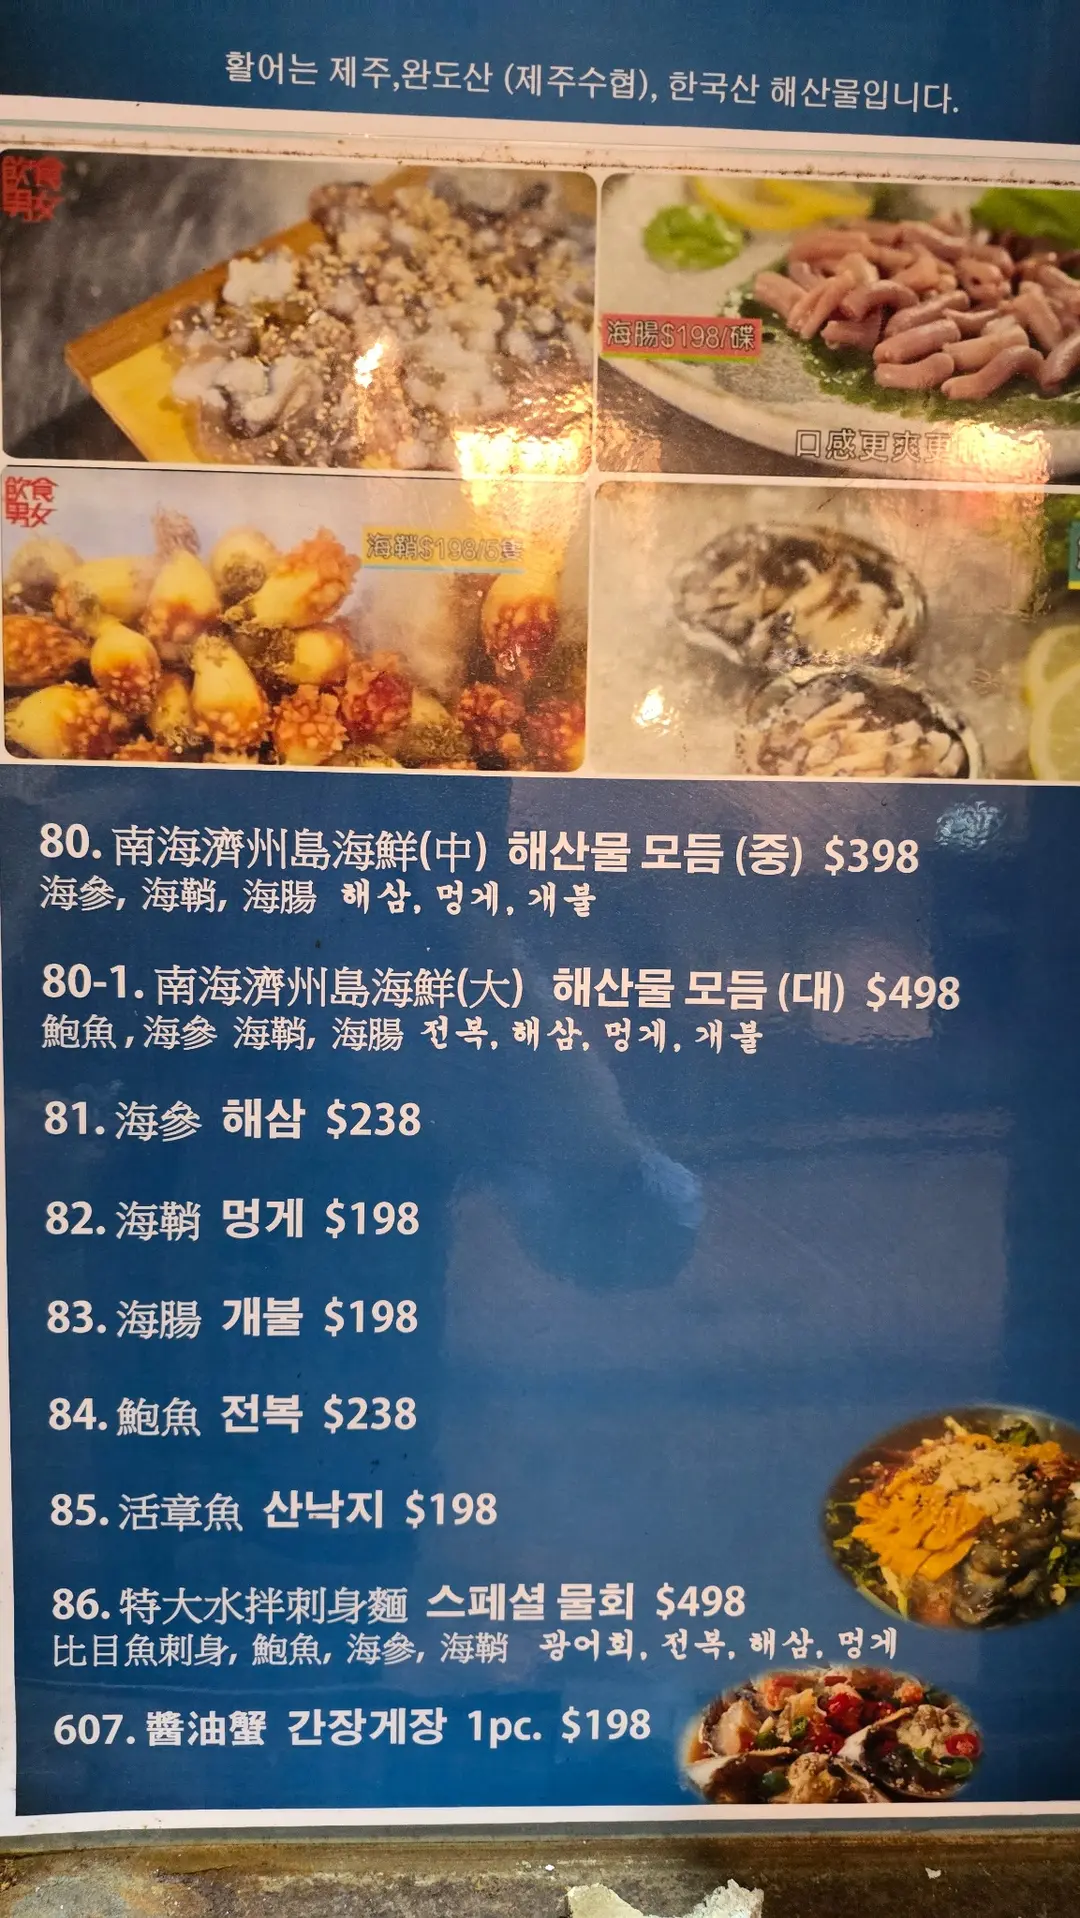 활어는 제주,완도산 (제주수협), 한국산 해산물입니다.
飲食
男女
海腸$198/碟
口感更爽更
飲食
男女
海鞘$198/5隻
80. 南海濟州島海鮮(中) 해산물 모듬 (중) $398
海參, 海鞘, 海腸 해삼, 멍게, 개불
80-1. 南海濟州島海鮮(大) 해산물 모듬 (대) $498
鮑魚, 海參 海鞘, 海腸 전복, 해삼, 멍게, 개불
81. 海參 해삼 $238
82. 海鞘 멍게 $198
83. 海腸 개불 $198
84. 鮑魚 전복 $238
85. 活章魚 산낙지 $198
86. 特大水拌刺身麵 스페셜 물회 $498
比目魚刺身, 鮑魚, 海參, 海鞘 광어회, 전복, 해삼, 멍게
607. 醬油蟹 간장게장 1pc. $198